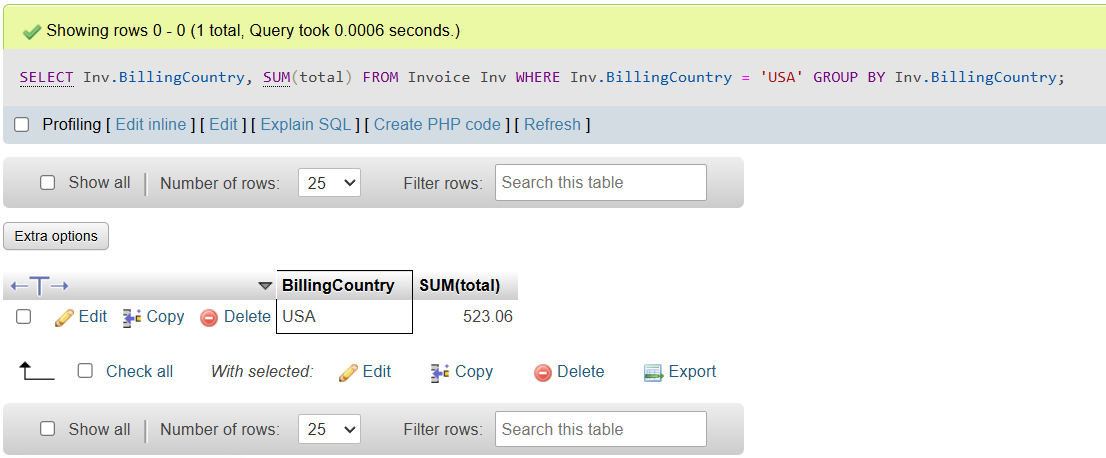 Showing rows 0 - 0 (1 total, Query took 0.0006 seconds.)
SELECT Inv.BillingCountry, SUM(total) FROM Invoice Inv WHERE Inv.BillingCountry = 'USA' GROUP BY Inv.BillingCountry;
Profiling [ Edit inline ] [ Edit ] [ Explain SQL ] [ Create PHP code ] [ Refresh ]
Show all Number of rows: 25 Filter rows: Search this table
Extra options
BillingCountry SUM(total)
Edit Copy Delete USA 523.06
Check all With selected: Edit Copy Delete Export
Show all Number of rows: 25 Filter rows: Search this table